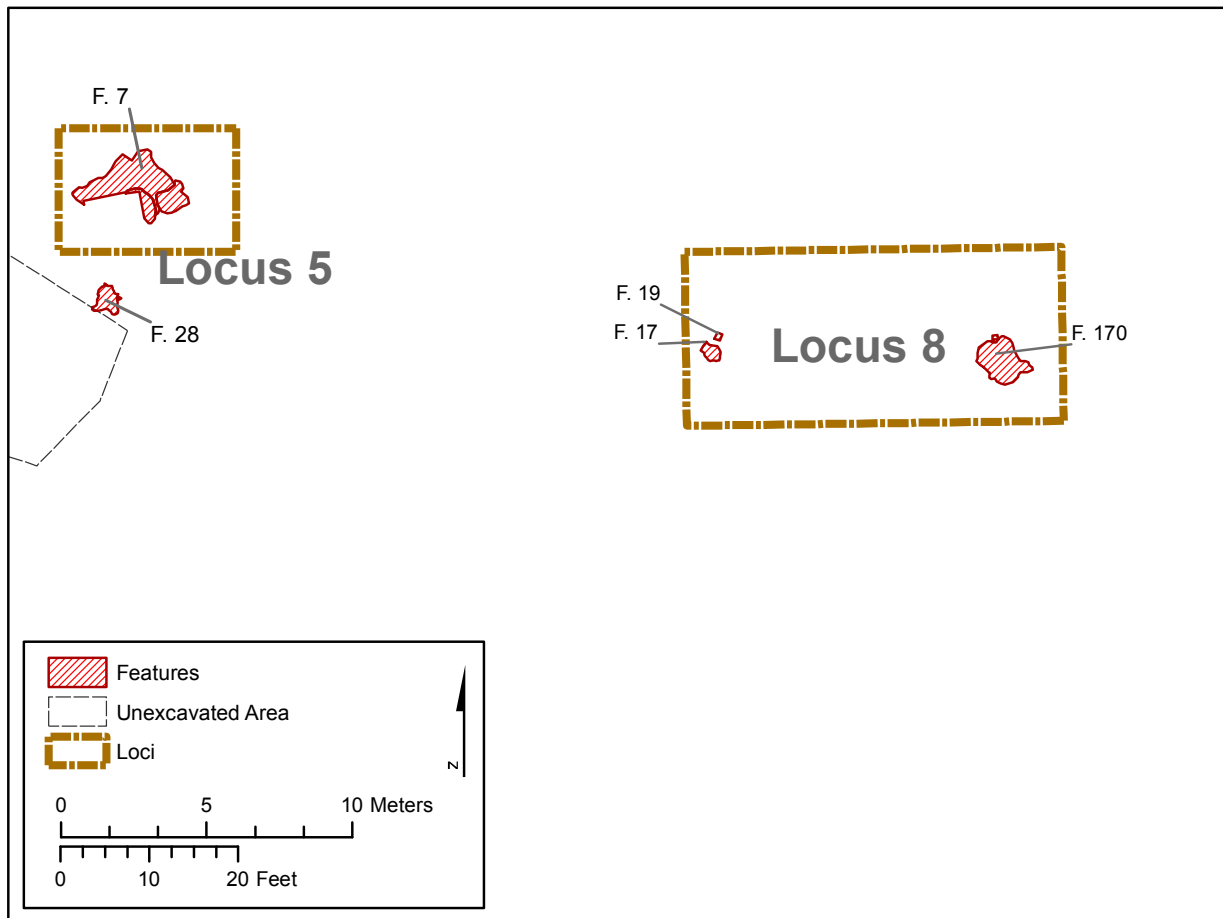 F. 7
Locus 5
F. 28
F. 19
F. 17
Locus 8
F. 170
Features
Unexcavated Area
Loci
Z
0 5 10 Meters
0 10 20 Feet